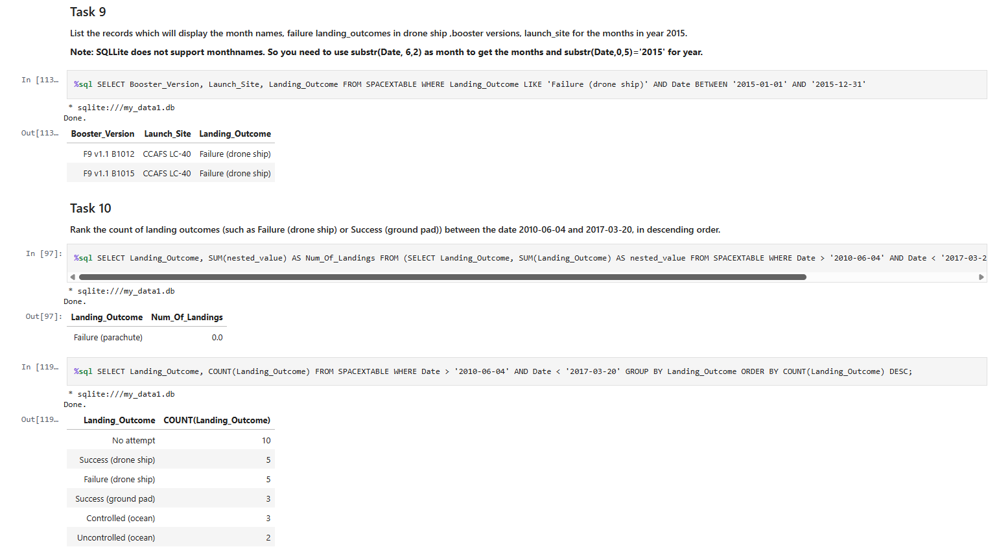 Task 9
List the records which will display the month names, failure landing_outcomes in drone ship ,booster versions, launch_site for the months in year 2015.
Note: SQLLite does not support monthnames. So you need to use substr(Date, 6,2) as month to get the months and substr(Date,0,5)='2015' for year.
In [113…
%sql SELECT Booster_Version, Launch_Site, Landing_Outcome FROM SPACEXTABLE WHERE Landing_Outcome LIKE 'Failure (drone ship)' AND Date BETWEEN '2015-01-01' AND '2015-12-31'
* sqlite:///my_data1.db
Done.
Out[113…
Booster_Version Launch_Site Landing_Outcome
F9 v1.1 B1012 CCAFS LC-40 Failure (drone ship)
F9 v1.1 B1015 CCAFS LC-40 Failure (drone ship)
Task 10
Rank the count of landing outcomes (such as Failure (drone ship) or Success (ground pad)) between the date 2010-06-04 and 2017-03-20, in descending order.
In [97]:
%sql SELECT Landing_Outcome, SUM(nested_value) AS Num_Of_Landings FROM (SELECT Landing_Outcome, SUM(Landing_Outcome) AS nested_value FROM SPACEXTABLE WHERE Date > '2010-06-04' AND Date < '2017-03-2
* sqlite:///my_data1.db
Done.
Out[97]:
Landing_Outcome Num_Of_Landings
Failure (parachute) 0.0
In [119…
%sql SELECT Landing_Outcome, COUNT(Landing_Outcome) FROM SPACEXTABLE WHERE Date > '2010-06-04' AND Date < '2017-03-20' GROUP BY Landing_Outcome ORDER BY COUNT(Landing_Outcome) DESC;
* sqlite:///my_data1.db
Done.
Out[119…
Landing_Outcome COUNT(Landing_Outcome)
No attempt 10
Success (drone ship) 5
Failure (drone ship) 5
Success (ground pad) 3
Controlled (ocean) 3
Uncontrolled (ocean) 2